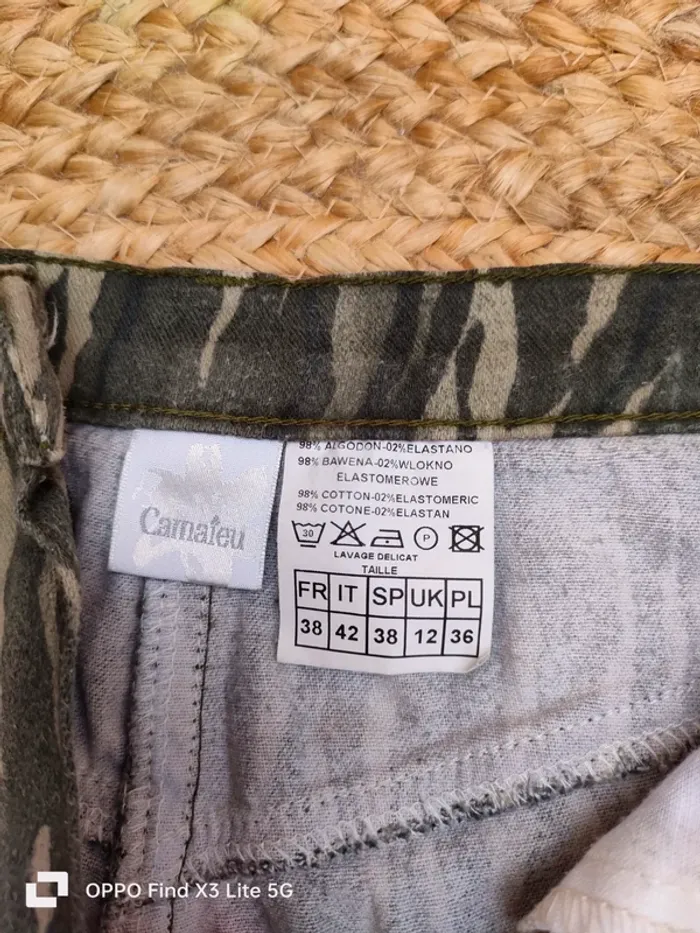 Camaïeu
98% ALGODON-02%ELASTANO
98% BAWENA-02%WLOKNO
ELASTOMEROWE
98% COTTON-02%ELASTOMERIC
98% COTONE-02%ELASTAN
30
P
LAVAGE DELICAT
TAILLE
FR IT SP UK PL
38 42 38 12 36
OPPO Find X3 Lite 5G